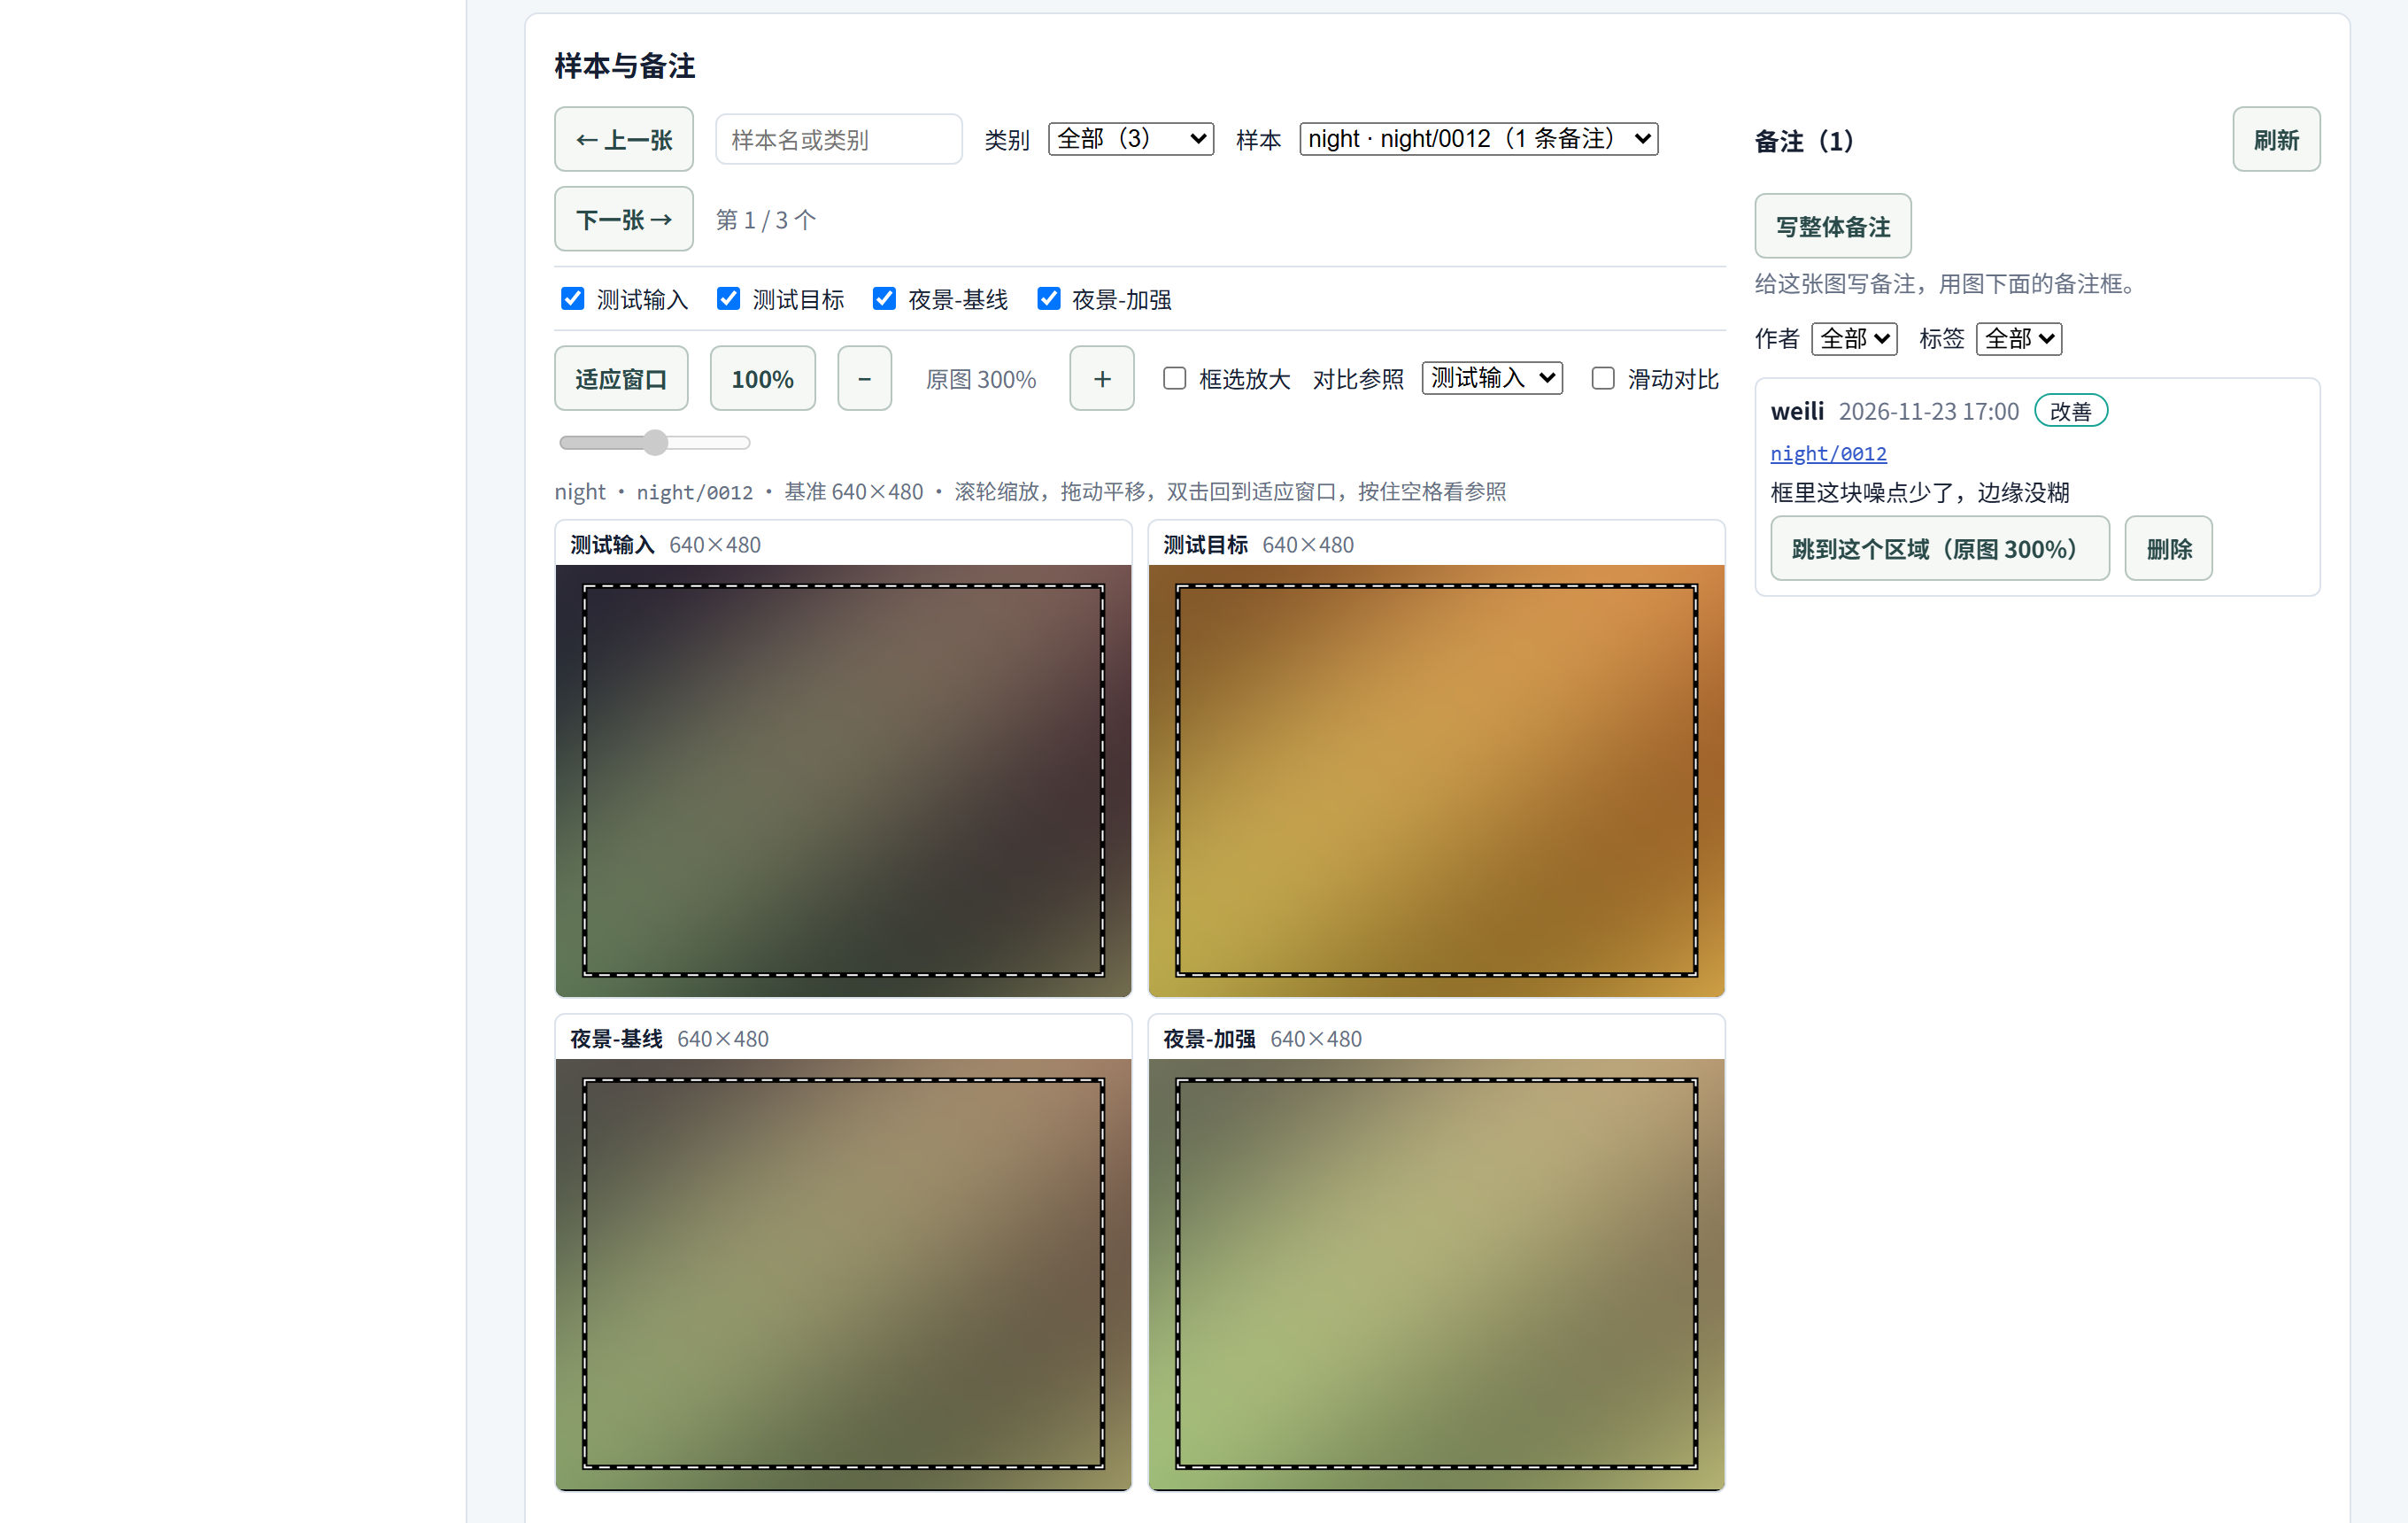 样本与备注
← 上一张 样本名或类别 类别 全部（3） 样本 night · night/0012（1 条备注）
下一张 → 第 1 / 3 个
测试输入 测试目标 夜景-基线 夜景-加强
适应窗口 100% − 原图 300% + 框选放大 对比参照 测试输入 滑动对比
night • night/0012 • 基准 640×480 • 滚轮缩放，拖动平移，双击回到适应窗口，按住空格看参照
测试输入 640×480
测试目标 640×480
夜景-基线 640×480
夜景-加强 640×480
备注（1） 刷新
写整体备注
给这张图写备注，用图下面的备注框。
作者 全部 标签 全部
weili 2026-11-23 17:00 改善
night/0012
框里这块噪点少了，边缘没糊
跳到这个区域（原图 300%） 删除